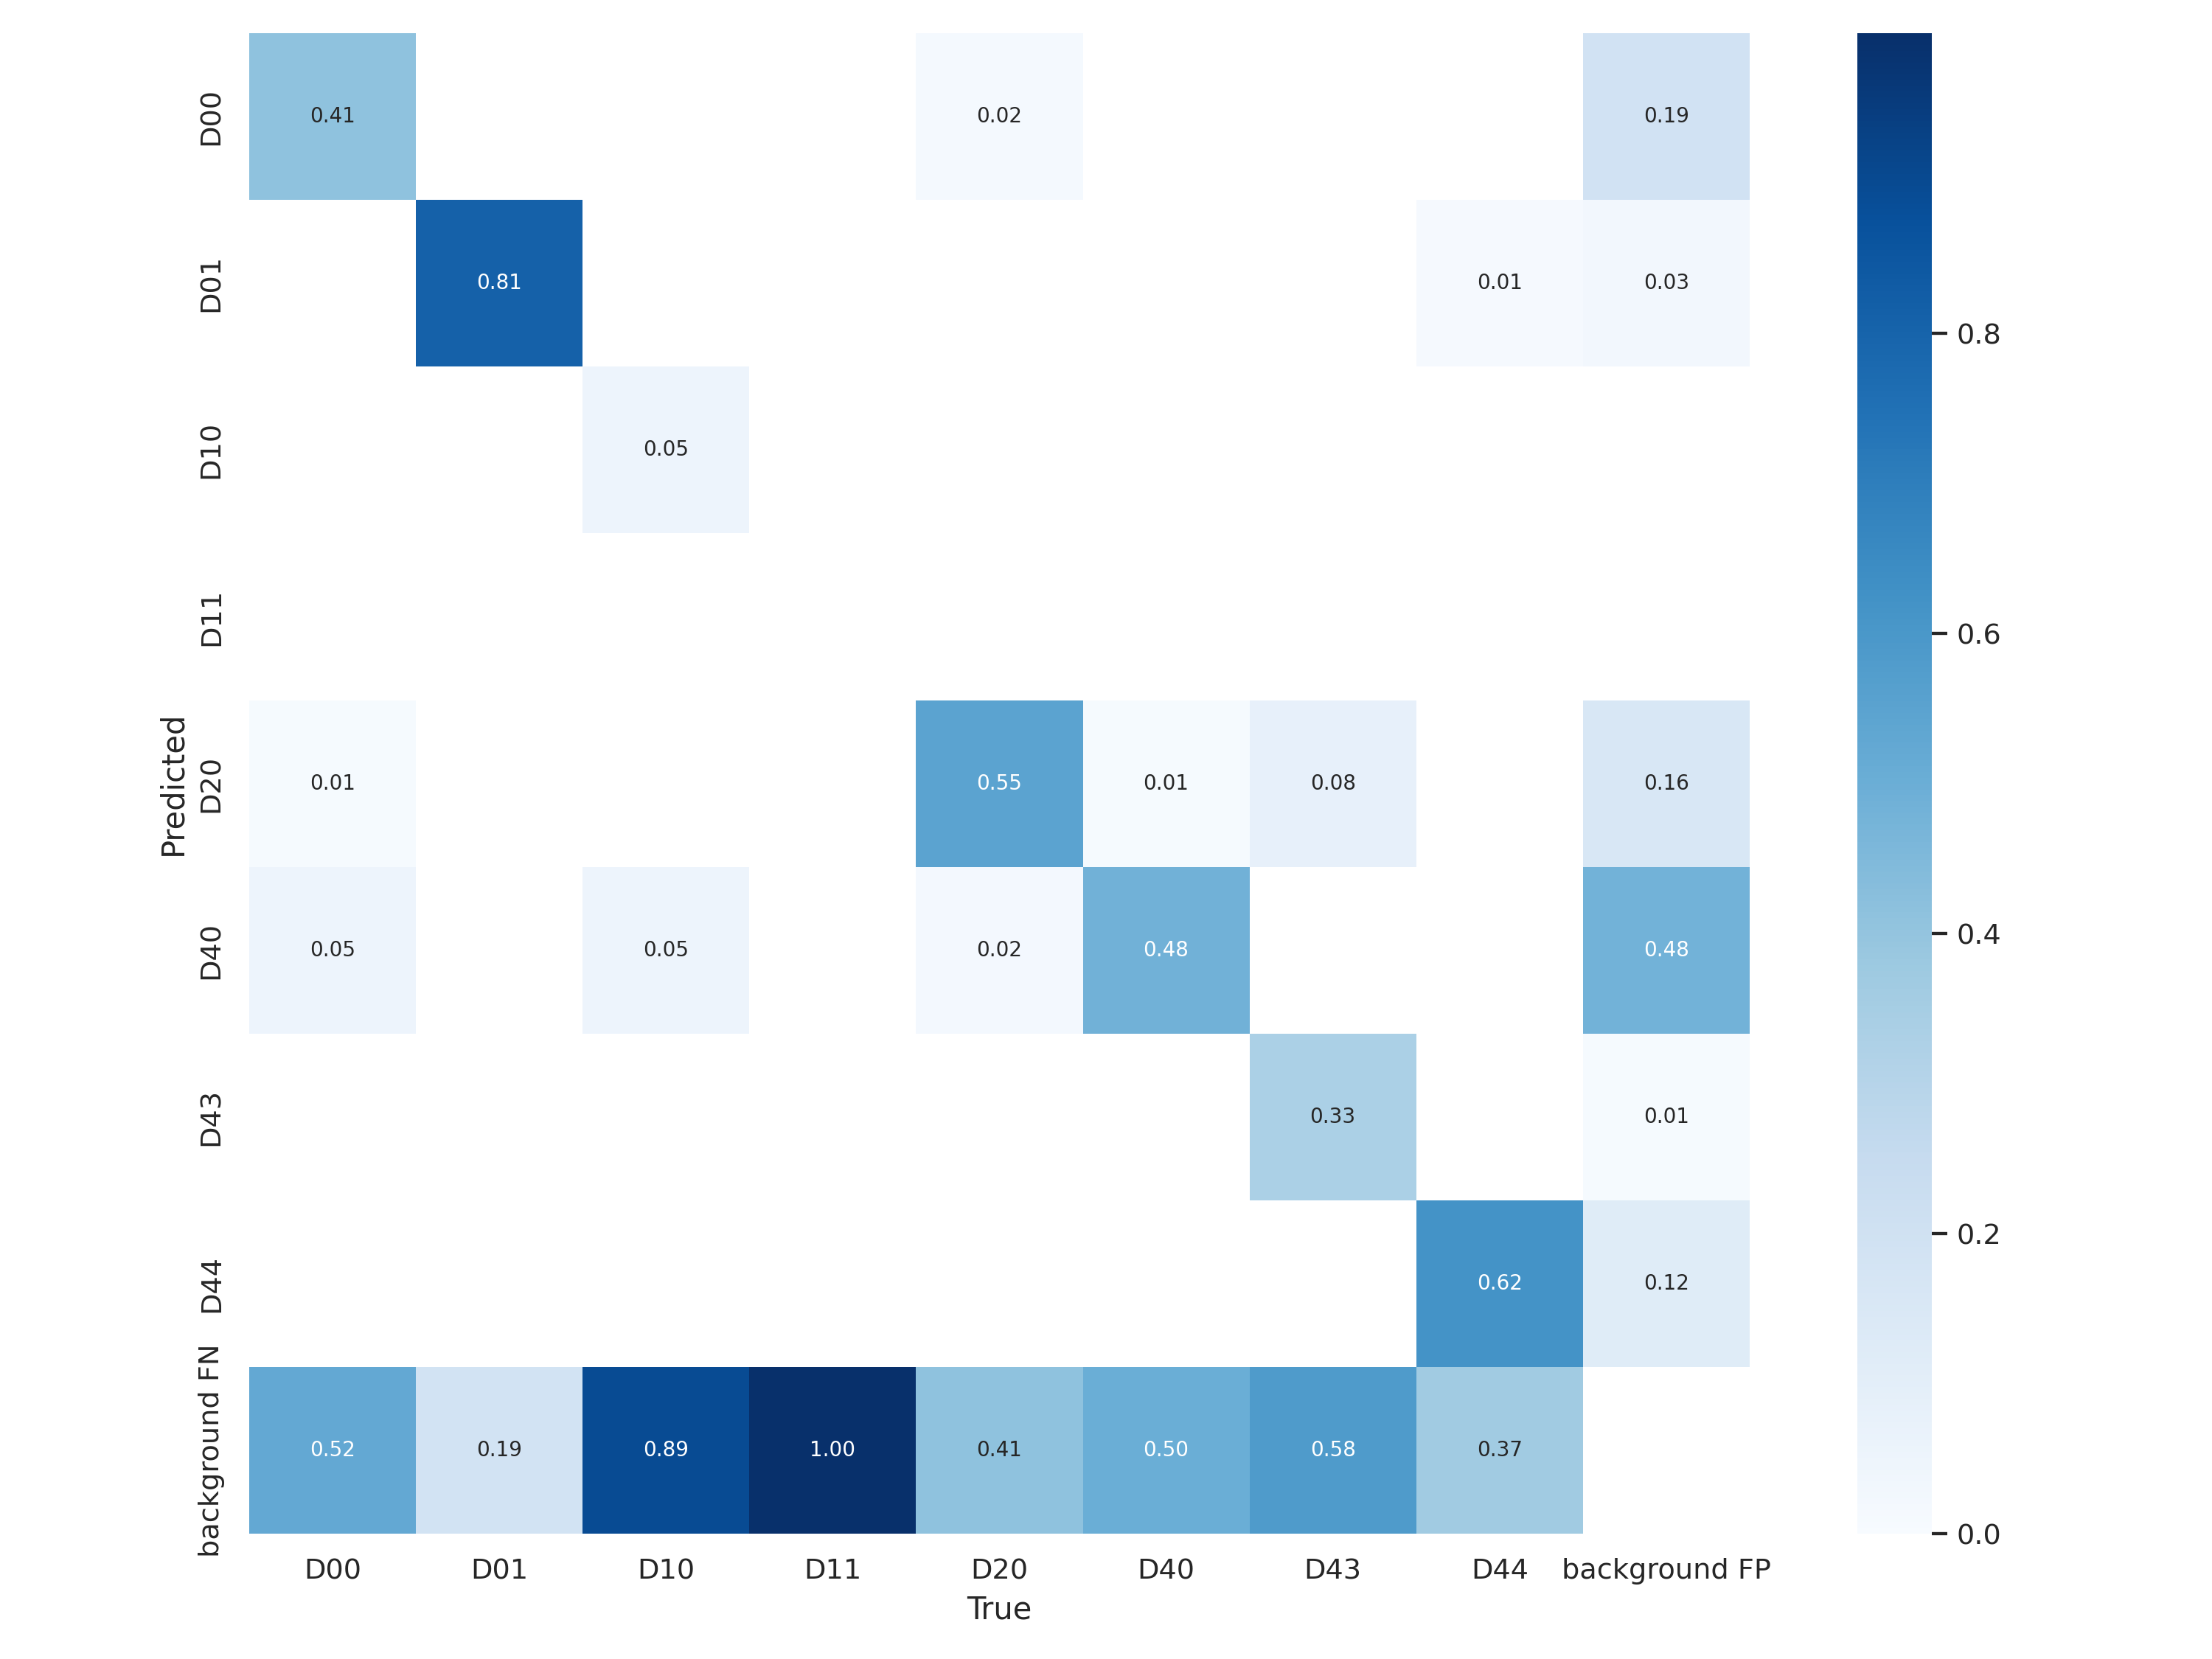 D00 0.41 0.02 0.19
D01 0.81 0.01 0.03
0.8
D10 0.05
D11
0.6
Predicted
D20 0.01 0.55 0.01 0.08 0.16
D40 0.05 0.05 0.02 0.48 0.48
0.4
D43 0.33 0.01
D44 0.62 0.12
0.2
background FN 0.52 0.19 0.89 1.00 0.41 0.50 0.58 0.37
0.0
D00 D01 D10 D11 D20 D40 D43 D44 background FP
True